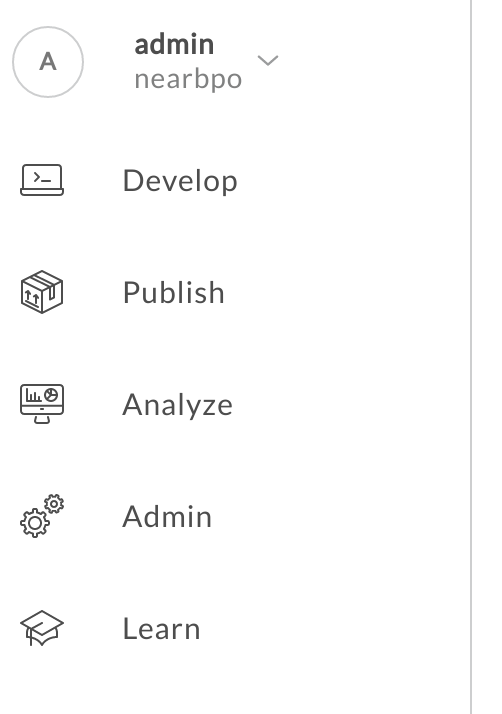 A
admin
nearbpo
Develop
Publish
Analyze
Admin
Learn